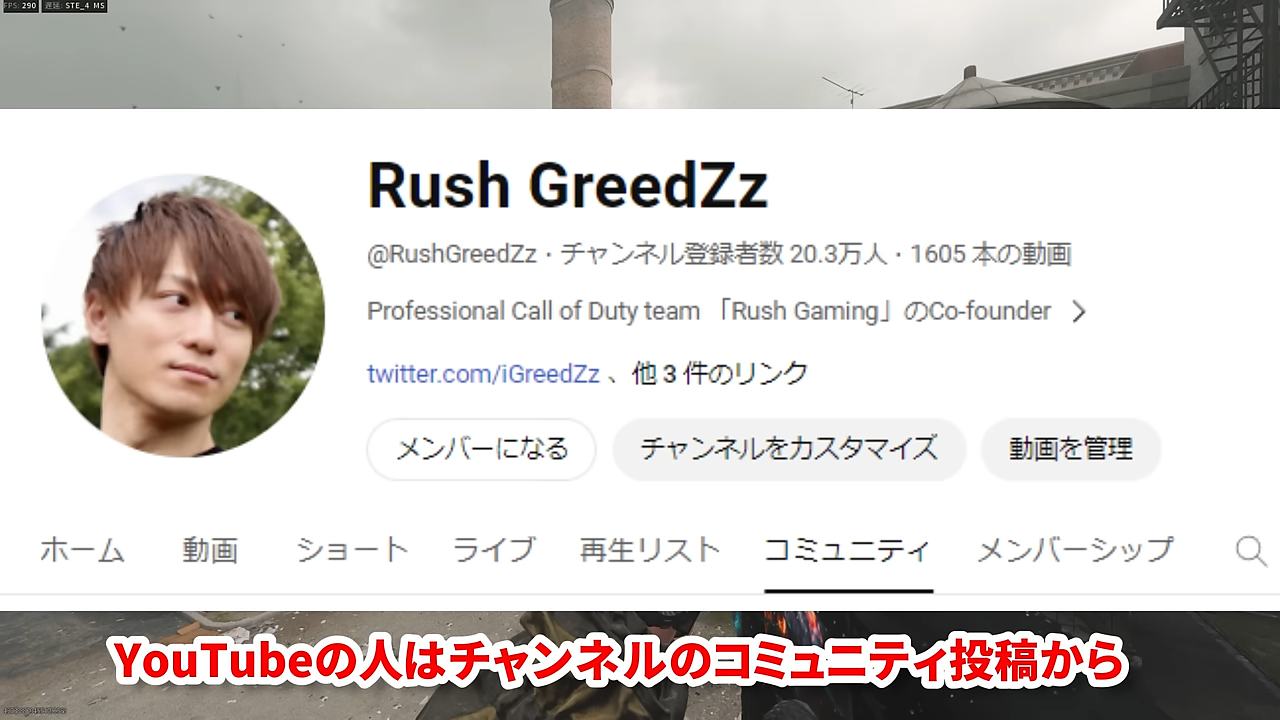 FPS: 290 遅延: STE_4 MS
Rush GreedZz
@RushGreedZz・チャンネル登録者数 20.3万人・1605 本の動画
Professional Call of Duty team 「Rush Gaming」のCo-founder
twitter.com/iGreedZz 、他 3 件のリンク
メンバーになる チャンネルをカスタマイズ 動画を管理
ホーム 動画 ショート ライブ 再生リスト コミュニティ メンバーシップ
YouTubeの人はチャンネルのコミュニティ投稿から